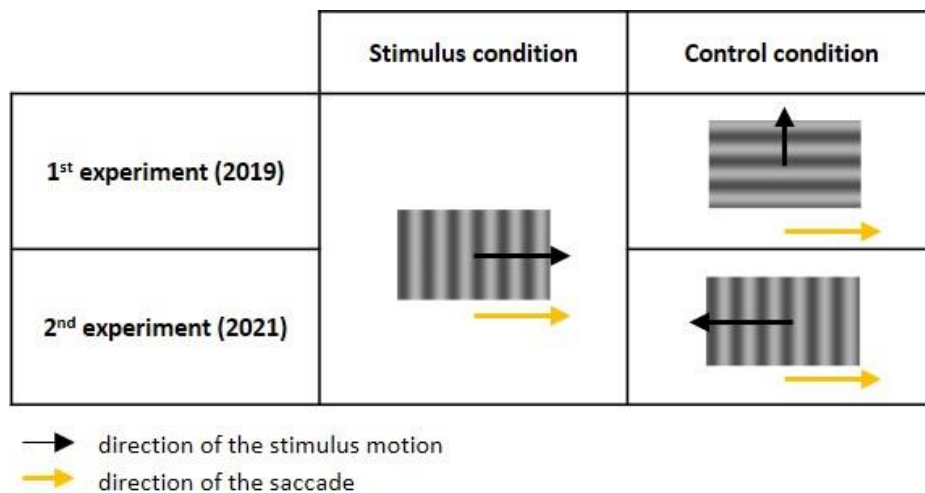 Stimulus condition
Control condition
1st experiment (2019)
2nd experiment (2021)
direction of the stimulus motion
direction of the saccade